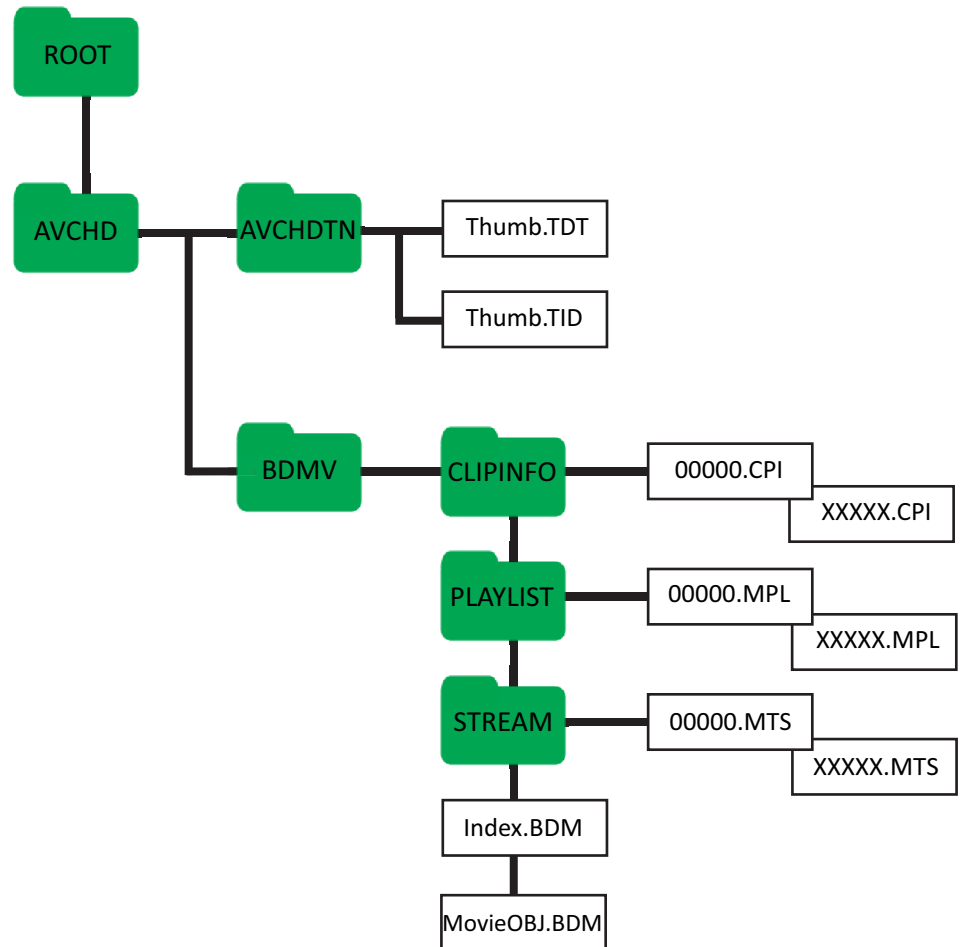 ROOT
AVCHD
AVCHDTN
Thumb.TDT
Thumb.TID
BDMV
CLIPINFO
00000.CPI
XXXXX.CPI
PLAYLIST
00000.MPL
XXXXX.MPL
STREAM
00000.MTS
XXXXX.MTS
Index.BDM
MovieOBJ.BDM